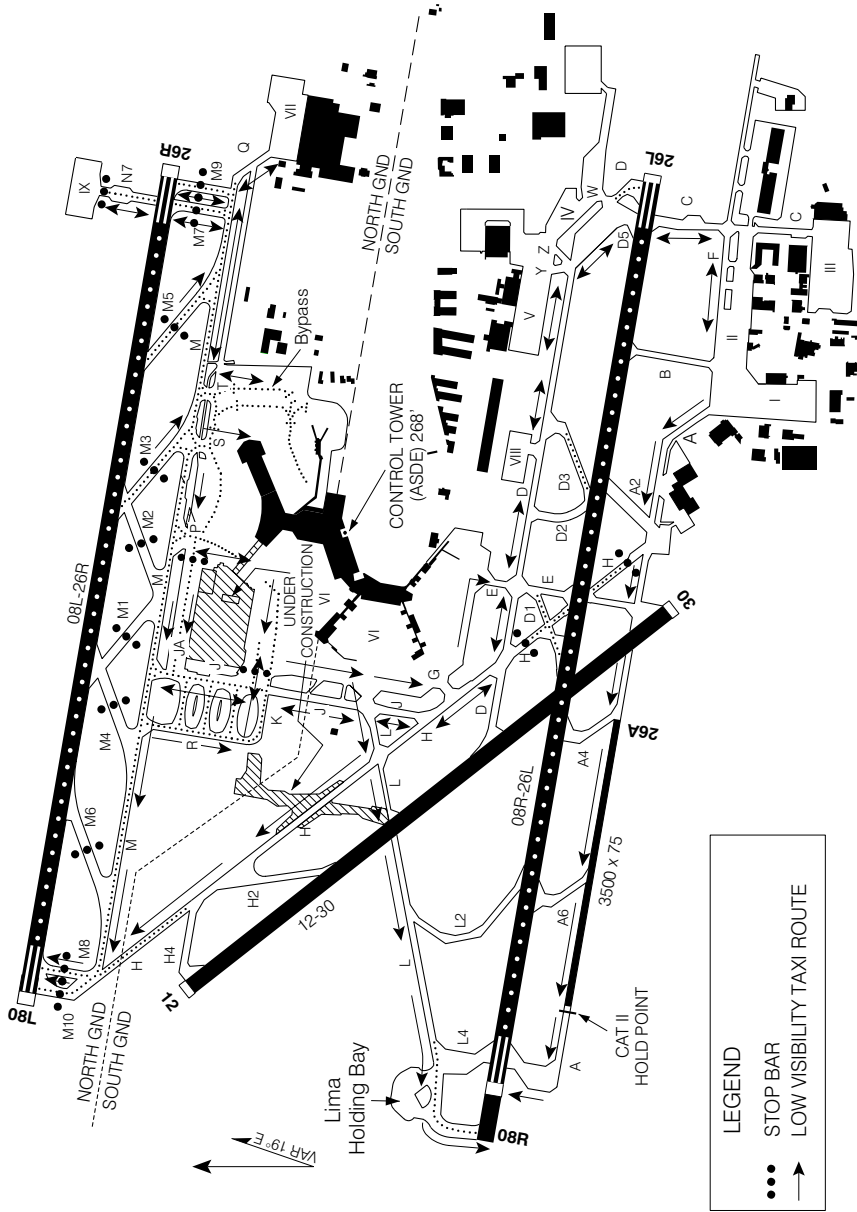 IX
N7
26R
M9
Q
VII
M7
M5
M
NORTH GND
SOUTH GND
Bypass
T
S
M3
M2
P
M
08L-26R
M1
JA
J
UNDER
CONSTRUCTION
VI
VI
CONTROL TOWER
(ASDE) 268'
M4
R
K
J
J
G
E
M6
M
L
H
D
L
H
H2
12-30
M8
H
H4
12
08L
M10
NORTH GND
SOUTH GND
D
W
IV
Z
Y
V
D5
26L
C
C
F
III
II
B
I
A
A2
VIII
D
D3
D2
E
H
D1
H
30
26A
A4
08R-26L
3500 x 75
A6
L2
L
L4
A
CAT II
HOLD POINT
Lima
Holding Bay
08R
VAR 19° E
LEGEND
STOP BAR
LOW VISIBILITY TAXI ROUTE